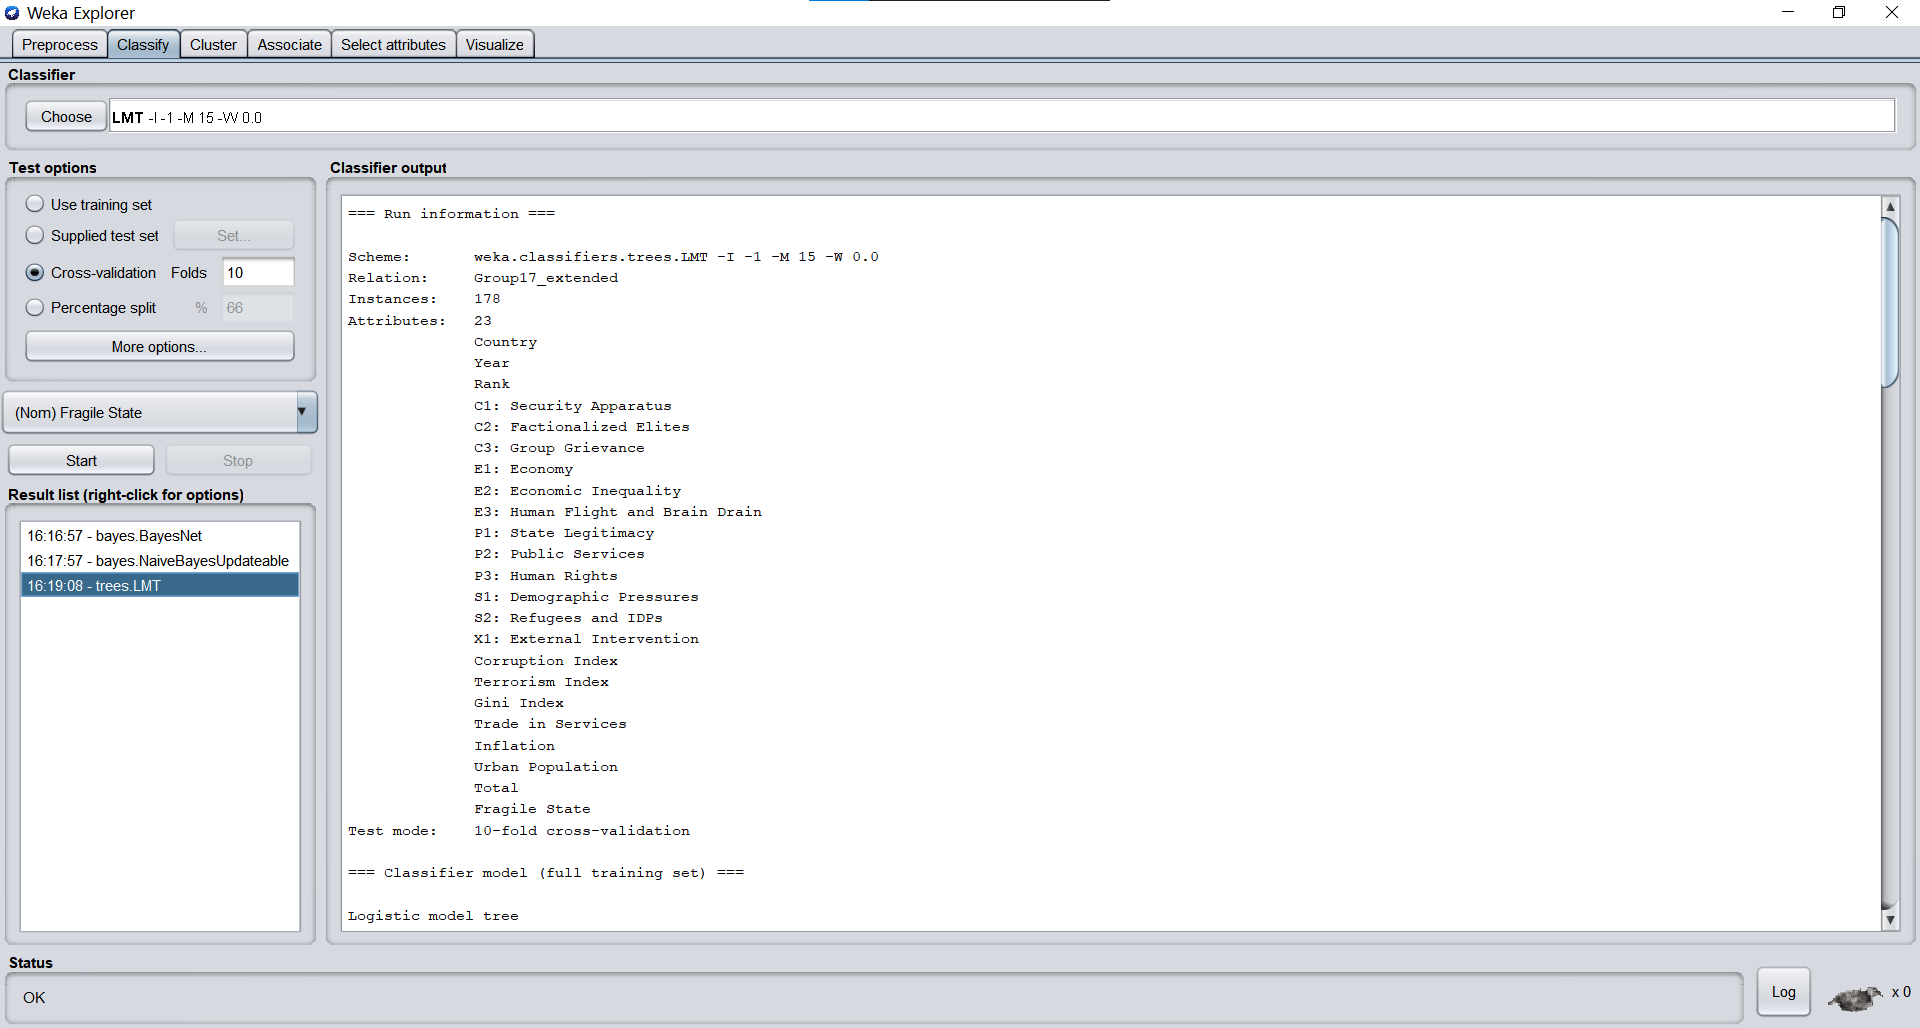 Weka Explorer
Preprocess Classify Cluster Associate Select attributes Visualize
Classifier
Choose LMT -I -1 -M 15 -W 0.0
Test options
Use training set
Supplied test set Set...
Cross-validation Folds 10
Percentage split % 66
More options...
(Nom) Fragile State
Start Stop
Result list (right-click for options)
16:16:57 - bayes.BayesNet
16:17:57 - bayes.NaiveBayesUpdateable
16:19:08 - trees.LMT
Classifier output
=== Run information ===
Scheme: weka.classifiers.trees.LMT -I -1 -M 15 -W 0.0
Relation: Group17_extended
Instances: 178
Attributes: 23
Country
Year
Rank
C1: Security Apparatus
C2: Factionalized Elites
C3: Group Grievance
E1: Economy
E2: Economic Inequality
E3: Human Flight and Brain Drain
P1: State Legitimacy
P2: Public Services
P3: Human Rights
S1: Demographic Pressures
S2: Refugees and IDPs
X1: External Intervention
Corruption Index
Terrorism Index
Gini Index
Trade in Services
Inflation
Urban Population
Total
Fragile State
Test mode: 10-fold cross-validation
=== Classifier model (full training set) ===
Logistic model tree
Status
OK
Log x 0